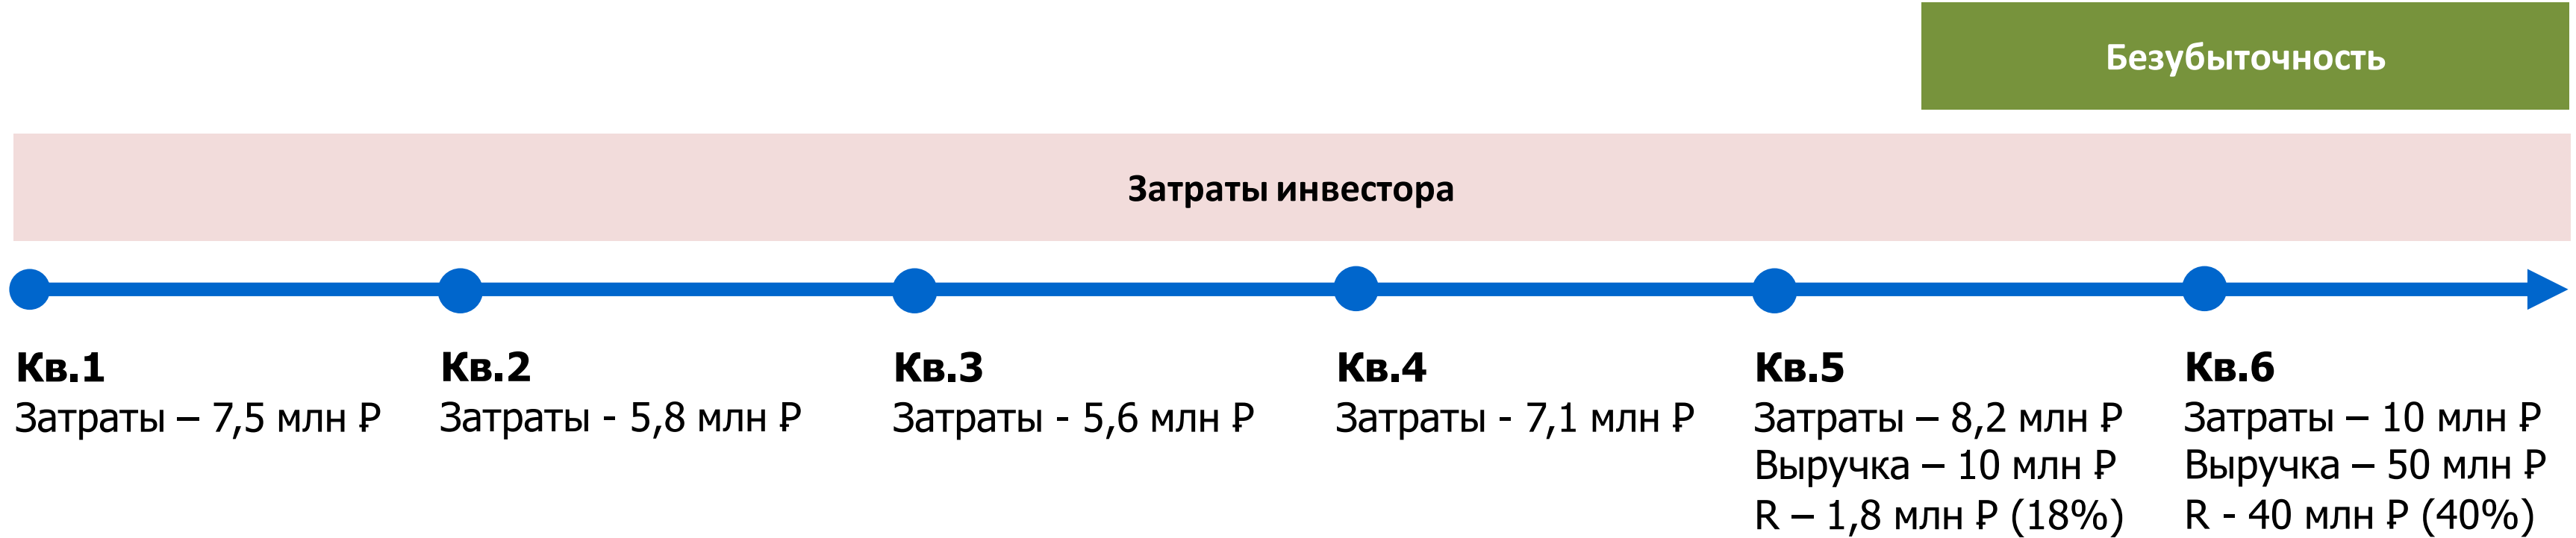 Безубыточность
Затраты инвестора
Кв.1
Затраты – 7,5 млн ₽
Кв.2
Затраты - 5,8 млн ₽
Кв.3
Затраты - 5,6 млн ₽
Кв.4
Затраты - 7,1 млн ₽
Кв.5
Затраты – 8,2 млн ₽
Выручка – 10 млн ₽
R – 1,8 млн ₽ (18%)
Кв.6
Затраты – 10 млн ₽
Выручка – 50 млн ₽
R - 40 млн ₽ (40%)